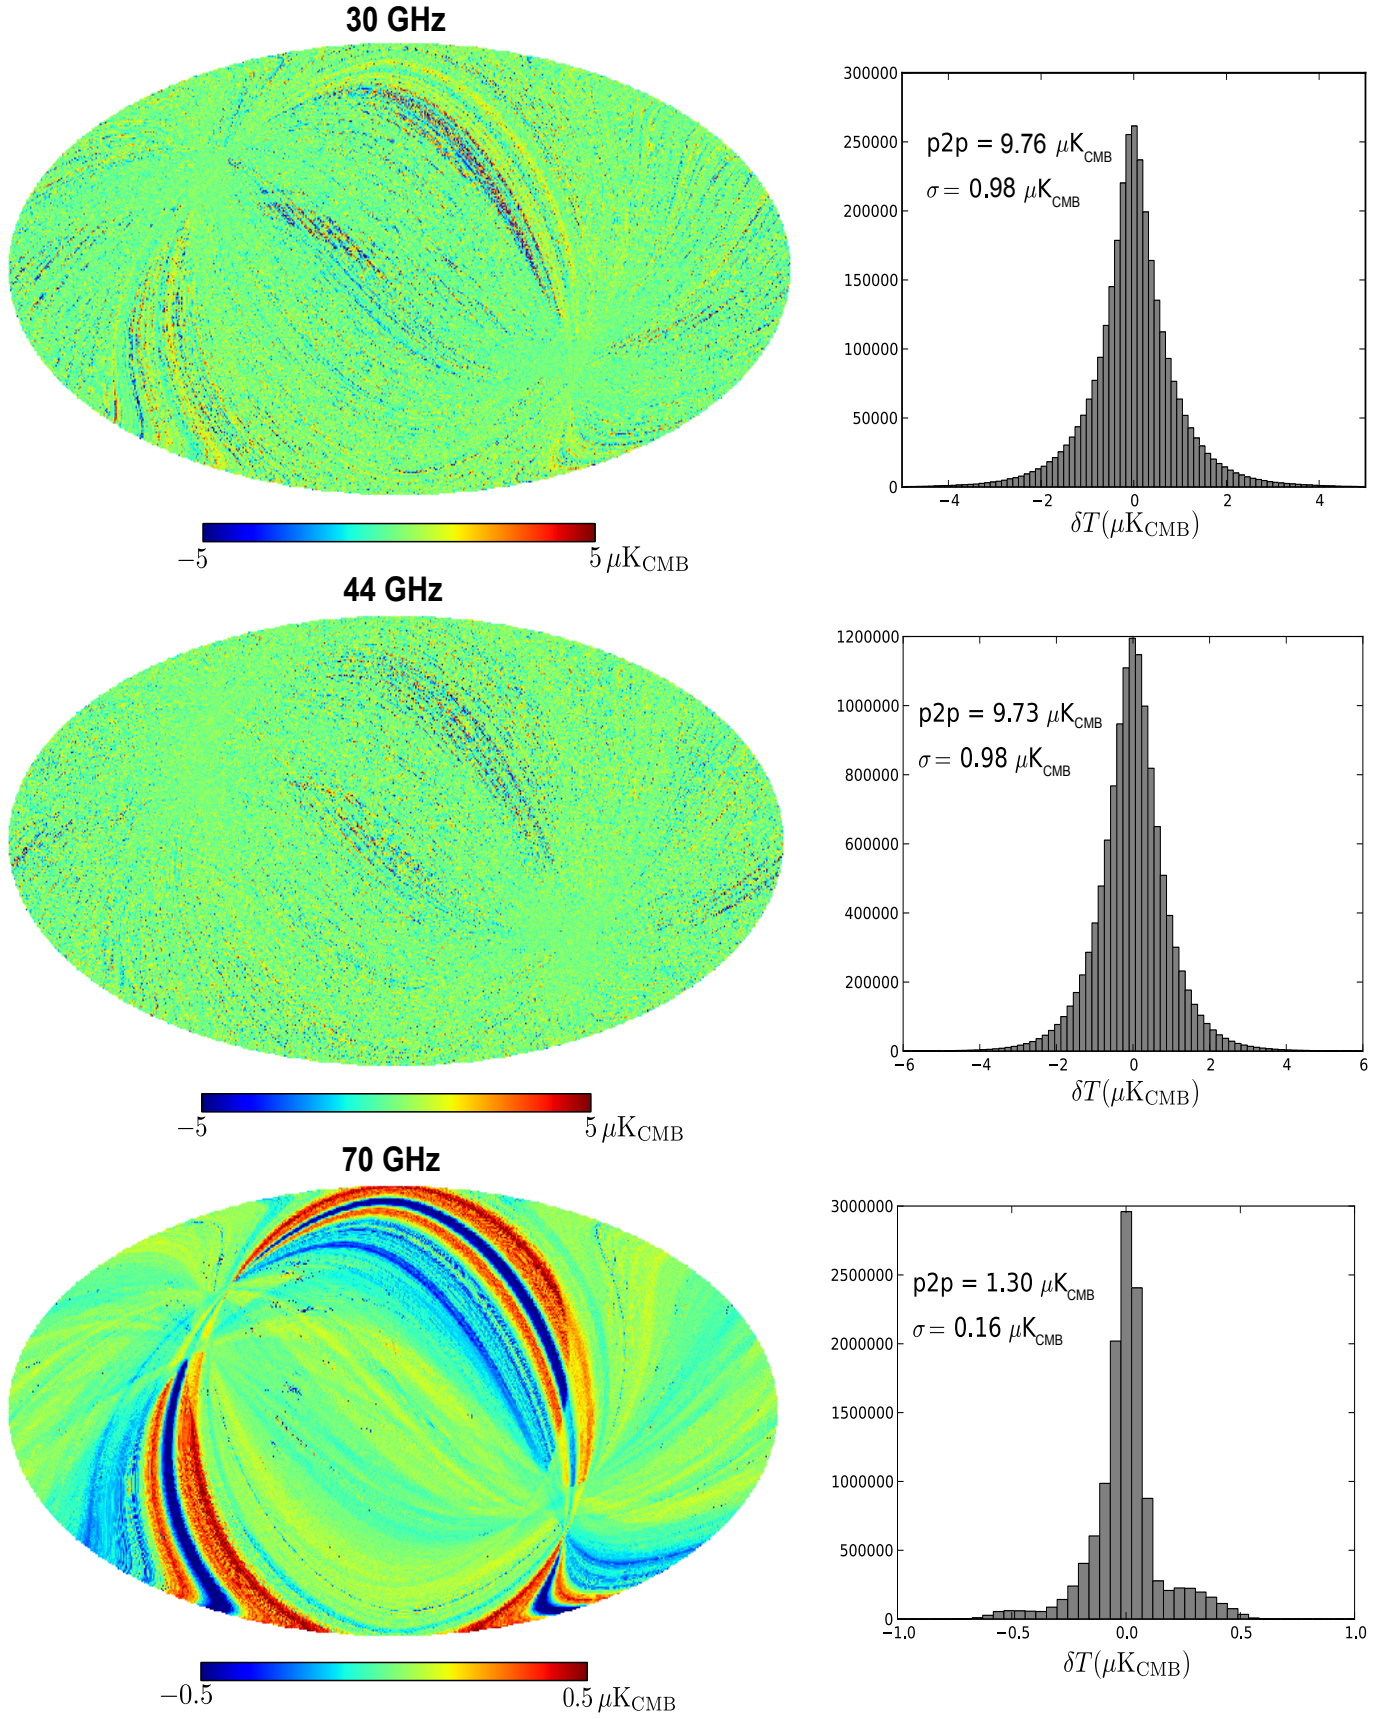 30 GHz
−5
5 μK_CMB
300000
250000
200000
150000
100000
50000
0
p2p = 9.76 μK_CMB
σ = 0.98 μK_CMB
−4
−2
0
2
4
δT(μK_CMB)
44 GHz
−5
5 μK_CMB
1200000
1000000
800000
600000
400000
200000
0
p2p = 9.73 μK_CMB
σ = 0.98 μK_CMB
−6
−4
−2
0
2
4
6
δT(μK_CMB)
70 GHz
−0.5
0.5 μK_CMB
3000000
2500000
2000000
1500000
1000000
500000
0
p2p = 1.30 μK_CMB
σ = 0.16 μK_CMB
−1.0
−0.5
0.0
0.5
1.0
δT(μK_CMB)